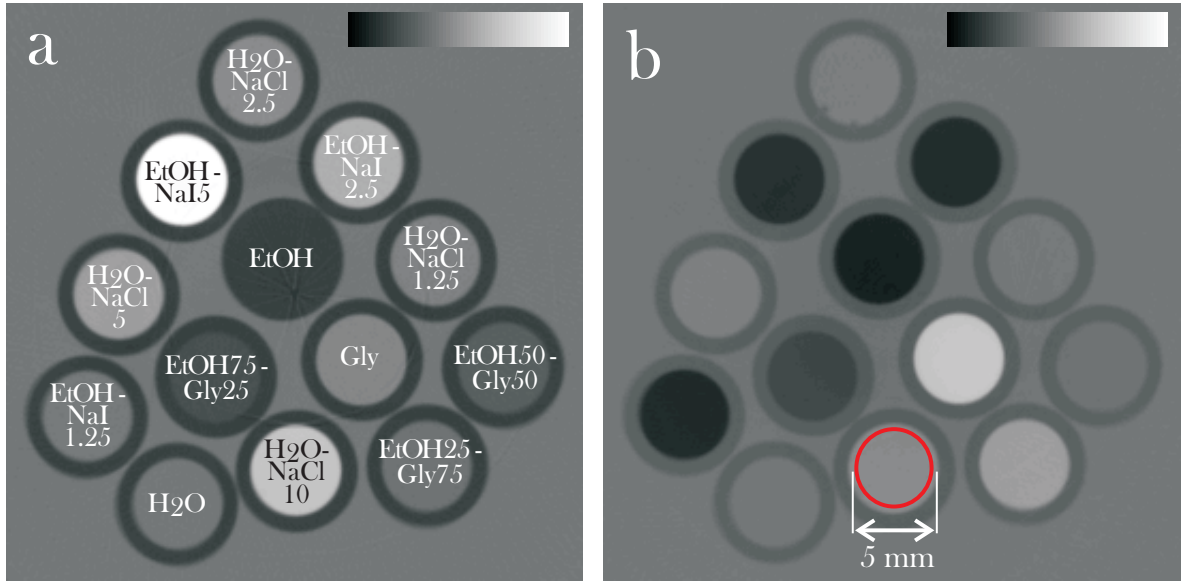 a
H2O-
NaCl
2.5
EtOH -
NaI5
EtOH -
NaI
2.5
EtOH
H2O-
NaCl
1.25
H2O-
NaCl
5
EtOH75-
Gly25
Gly
EtOH50-
Gly50
EtOH -
NaI
1.25
H2O
H2O-
NaCl
10
EtOH25-
Gly75
b
5 mm